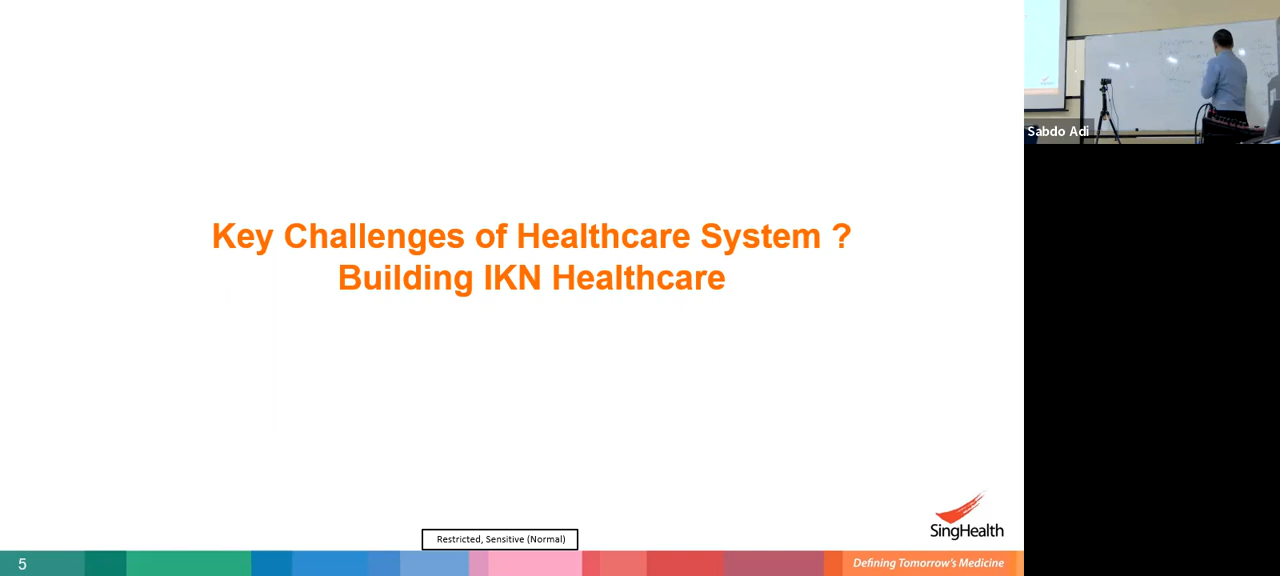 Key Challenges of Healthcare System ?
Building IKN Healthcare
Restricted, Sensitive (Normal)
SingHealth
5
Defining Tomorrow's Medicine
Sabdo Adi